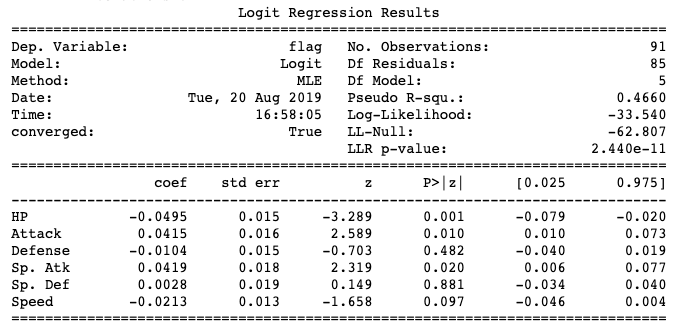 Logit Regression Results
==============================================================================
Dep. Variable: flag No. Observations: 91
Model: Logit Df Residuals: 85
Method: MLE Df Model: 5
Date: Tue, 20 Aug 2019 Pseudo R-squ.: 0.4660
Time: 16:58:05 Log-Likelihood: -33.540
converged: True LL-Null: -62.807
LLR p-value: 2.440e-11
==============================================================================
coef std err z P>|z| [0.025 0.975]
------------------------------------------------------------------------------
HP -0.0495 0.015 -3.289 0.001 -0.079 -0.020
Attack 0.0415 0.016 2.589 0.010 0.010 0.073
Defense -0.0104 0.015 -0.703 0.482 -0.040 0.019
Sp. Atk 0.0419 0.018 2.319 0.020 0.006 0.077
Sp. Def 0.0028 0.019 0.149 0.881 -0.034 0.040
Speed -0.0213 0.013 -1.658 0.097 -0.046 0.004
==============================================================================